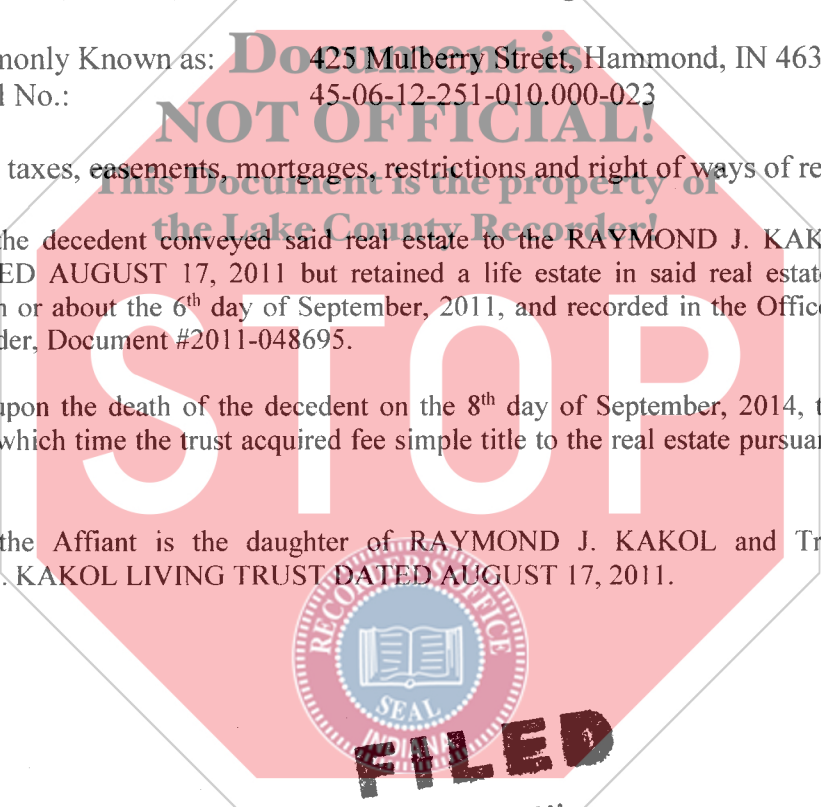 monly Known as: 425 Mulberry Street, Hammond, IN 463
l No.: 45-06-12-251-010.000-023
Document is
NOT OFFICIAL!
This Document is the property of
the Lake County Recorder!
taxes, easements, mortgages, restrictions and right of ways of re
he decedent conveyed said real estate to the RAYMOND J. KAK
ED AUGUST 17, 2011 but retained a life estate in said real estat
n or about the 6th day of September, 2011, and recorded in the Office
der, Document #2011-048695.
upon the death of the decedent on the 8th day of September, 2014, t
which time the trust acquired fee simple title to the real estate pursuan
STOP
the Affiant is the daughter of RAYMOND J. KAKOL and Tr
. KAKOL LIVING TRUST DATED AUGUST 17, 2011.
RECORDERS OFFICE
SEAL
INDIANA
FILED